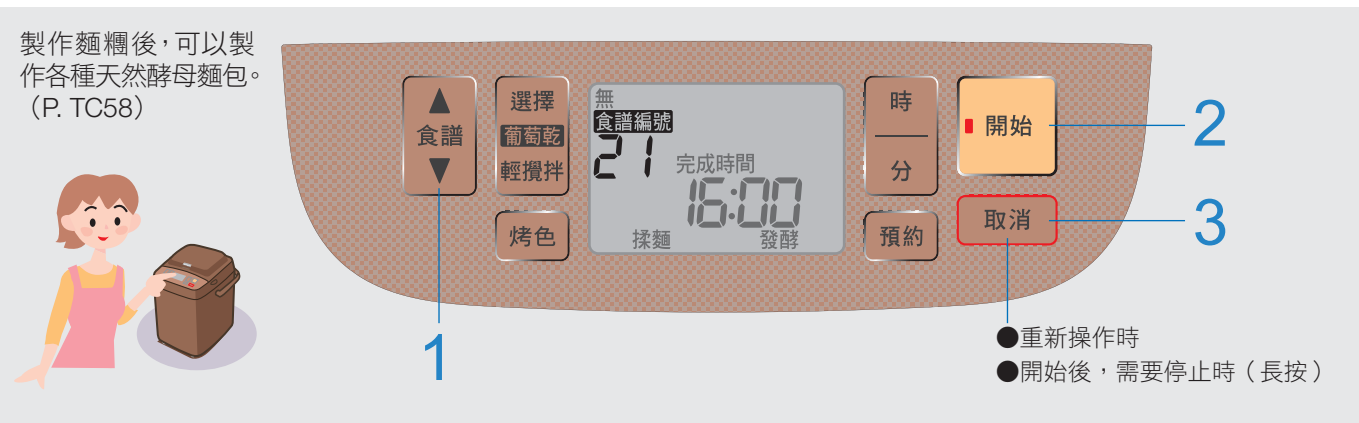 製作麵糰後，可以製
作各種天然酵母麵包。
（P. TC58）
▲
食譜
▼
選擇
葡萄乾
輕攪拌
烤色
無
食譜編號
21
完成時間
16:00
揉麵
發酵
時
分
預約
開始
取消
1
2
3
●重新操作時
●開始後，需要停止時（長按）